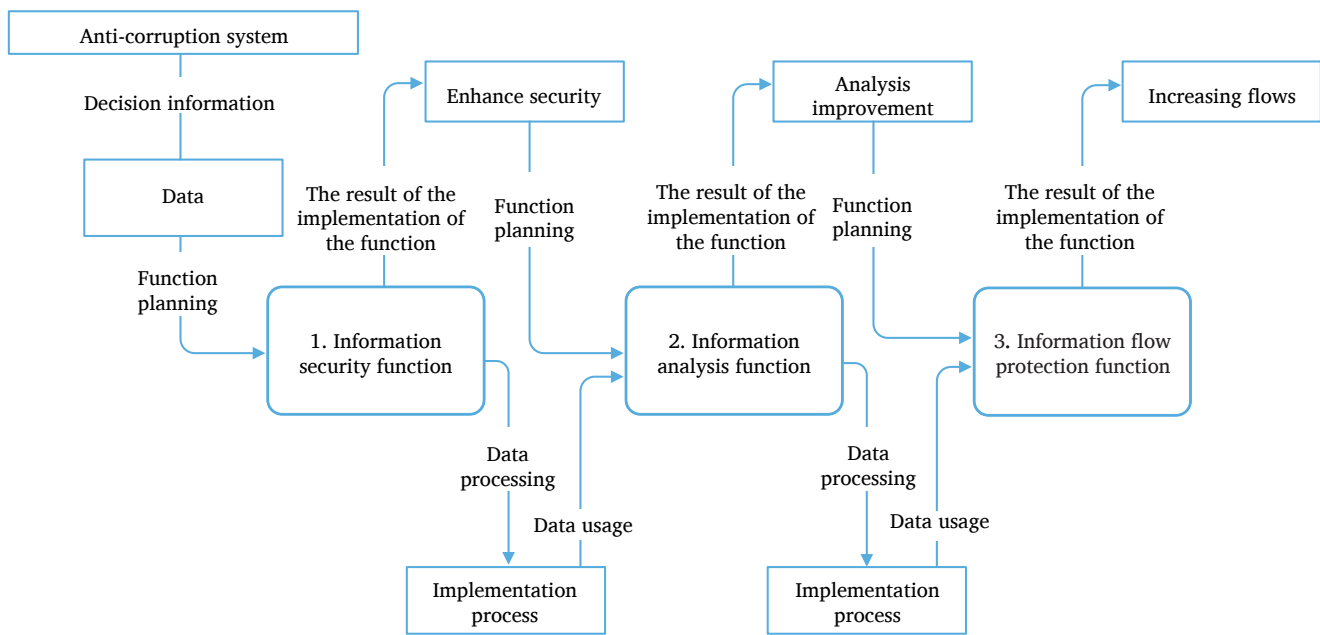 Anti-corruption system
Decision information
Data
Function
planning
1. Information
security function
The result of the
implementation of
the function
Enhance security
Function
planning
Data
processing
Implementation
process
Data usage
2. Information
analysis function
The result of the
implementation of
the function
Analysis
improvement
Function
planning
Data
processing
Implementation
process
Data usage
3. Information flow
protection function
The result of the
implementation of
the function
Increasing flows